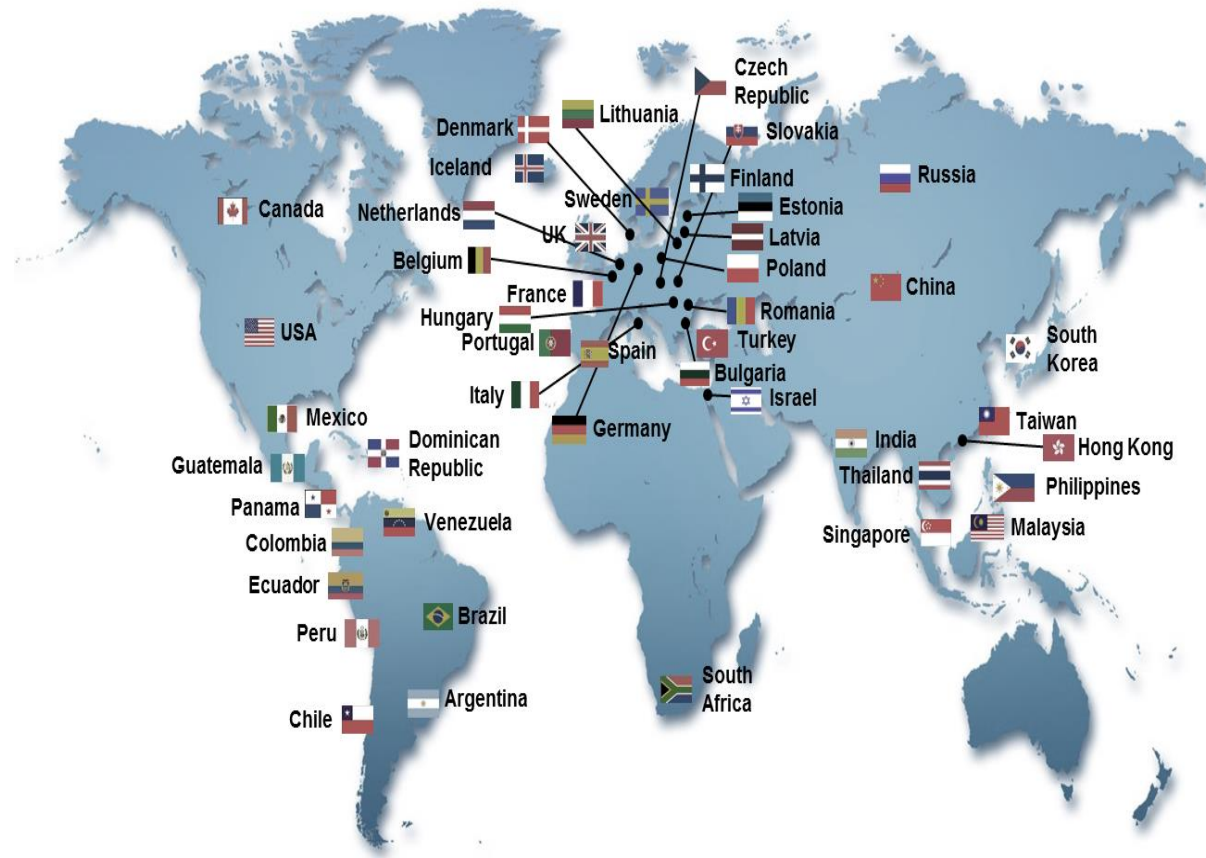 Czech
Republic
Lithuania
Denmark
Slovakia
Iceland
Finland
Russia
Sweden
Estonia
Canada
Netherlands
UK
Latvia
Belgium
Poland
China
France
Hungary
Romania
USA
Portugal
Spain
Turkey
South
Korea
Bulgaria
Italy
Israel
Mexico
Germany
Taiwan
Dominican
Republic
India
Hong Kong
Guatemala
Thailand
Philippines
Panama
Venezuela
Singapore
Malaysia
Colombia
Ecuador
Brazil
Peru
South
Africa
Argentina
Chile